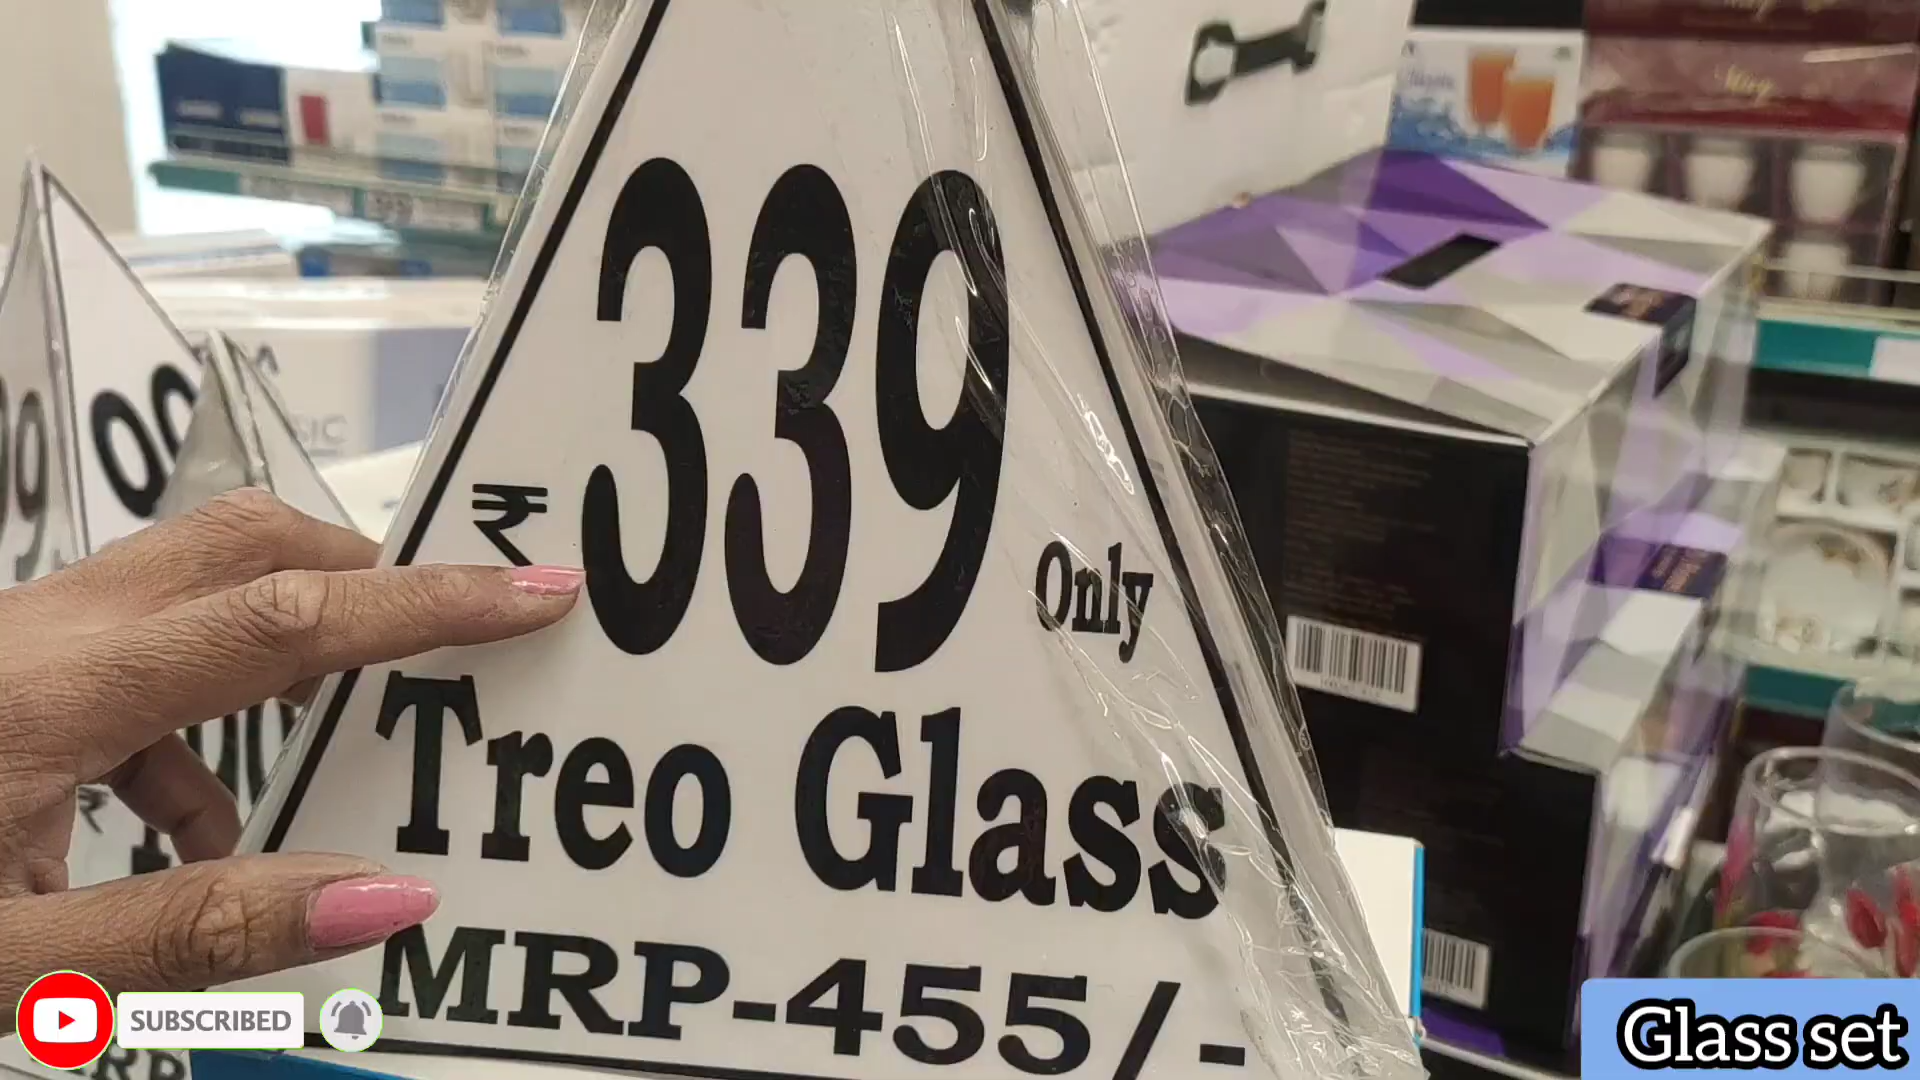 ₹ 339 Only
Treo Glass
MRP-455/-
SUBSCRIBED
Glass set